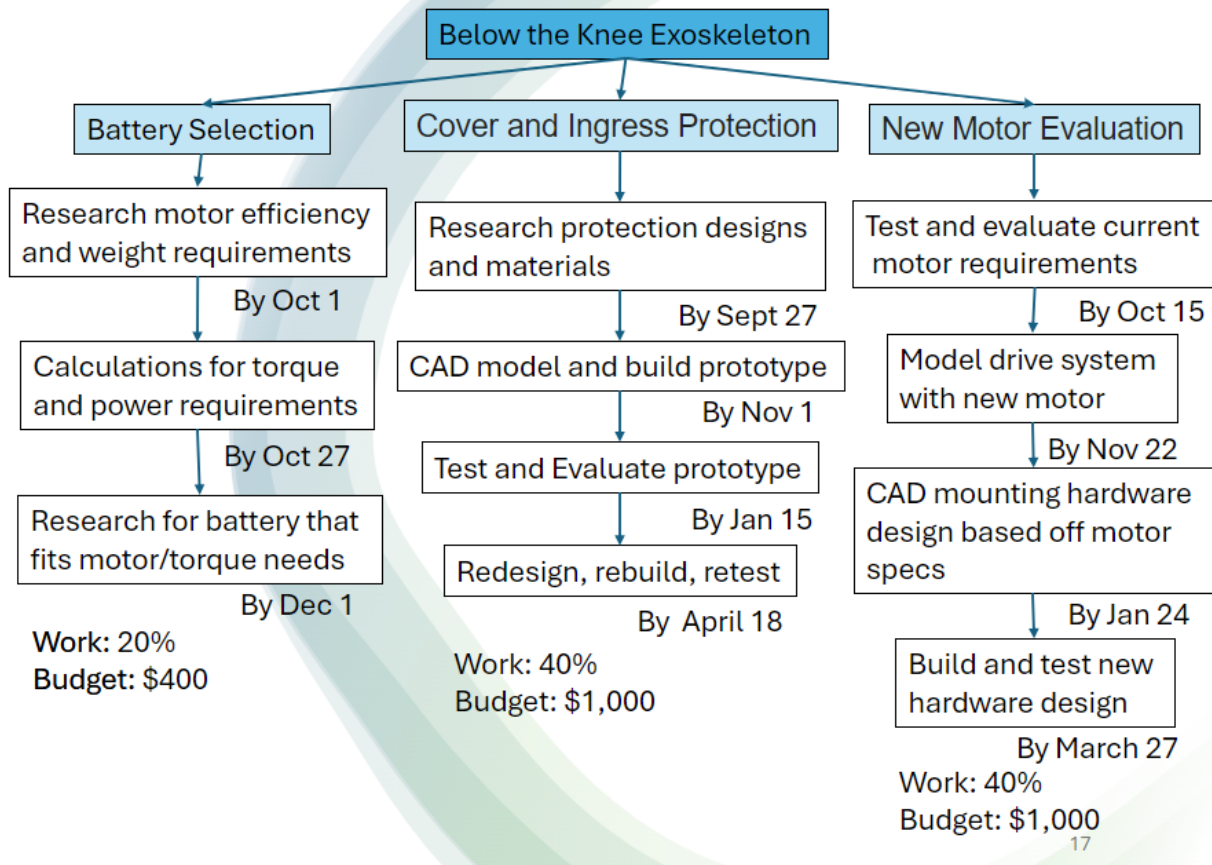 Below the Knee Exoskeleton
Battery Selection
Research motor efficiency
and weight requirements
By Oct 1
Calculations for torque
and power requirements
By Oct 27
Research for battery that
fits motor/torque needs
By Dec 1
Work: 20%
Budget: $400
Cover and Ingress Protection
Research protection designs
and materials
By Sept 27
CAD model and build prototype
By Nov 1
Test and Evaluate prototype
By Jan 15
Redesign, rebuild, retest
By April 18
Work: 40%
Budget: $1,000
New Motor Evaluation
Test and evaluate current
motor requirements
By Oct 15
Model drive system
with new motor
By Nov 22
CAD mounting hardware
design based off motor
specs
By Jan 24
Build and test new
hardware design
By March 27
Work: 40%
Budget: $1,000
17